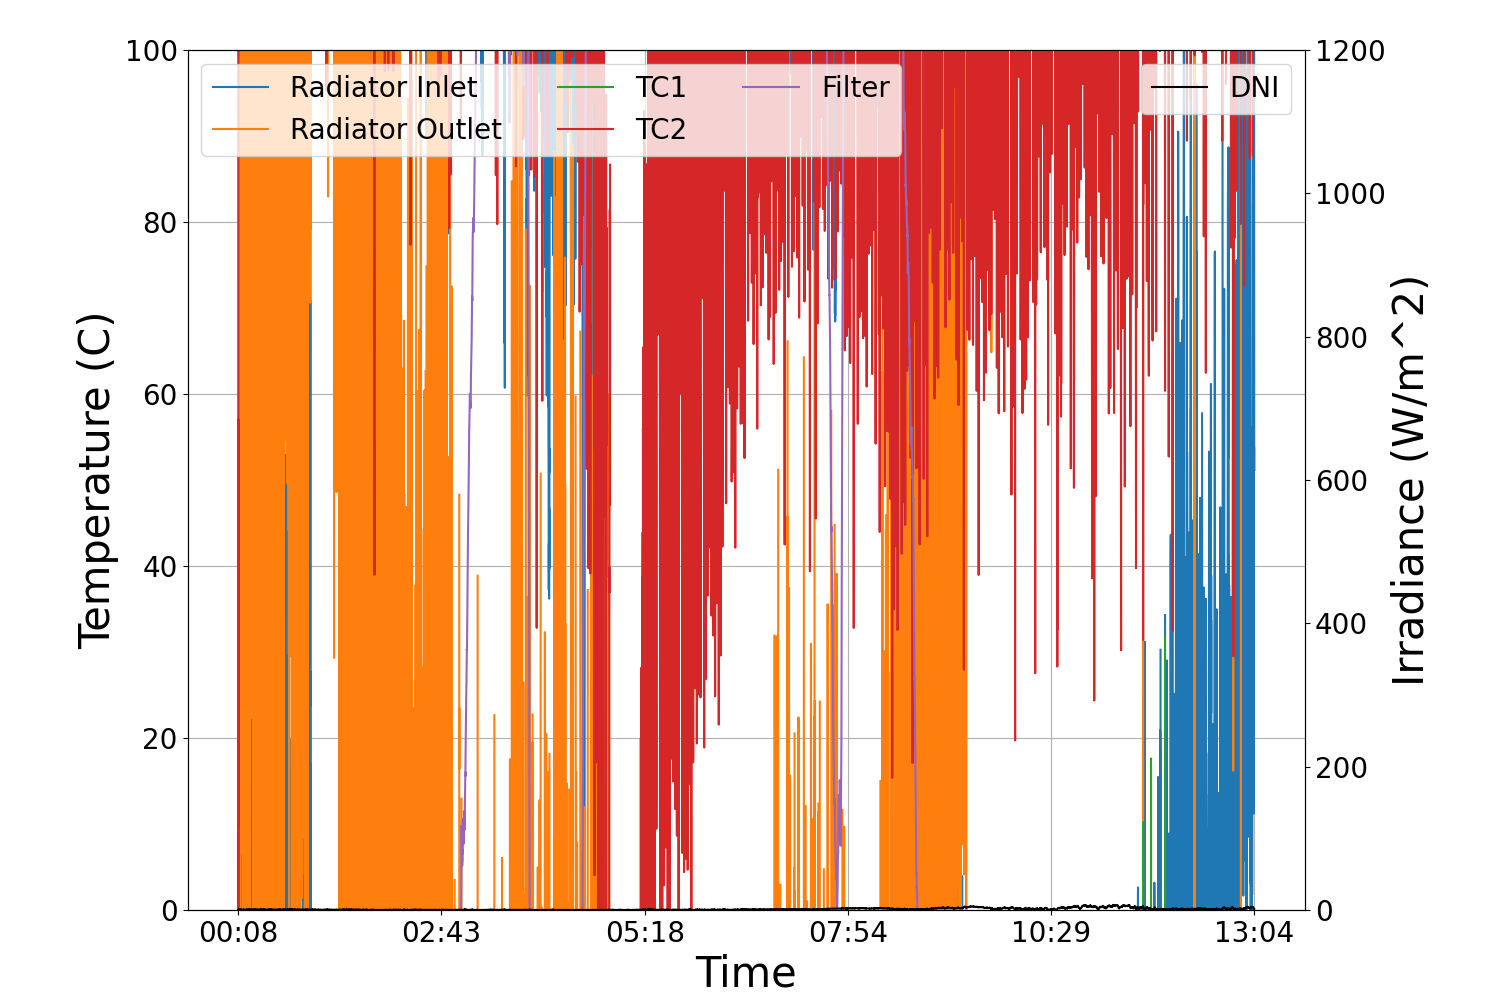 100
80
60
40
20
0
Temperature (C)
Radiator Inlet
Radiator Outlet
TC1
TC2
Filter
DNI
1200
1000
800
600
400
200
0
Irradiance (W/m^2)
00:08
02:43
05:18
07:54
10:29
13:04
Time